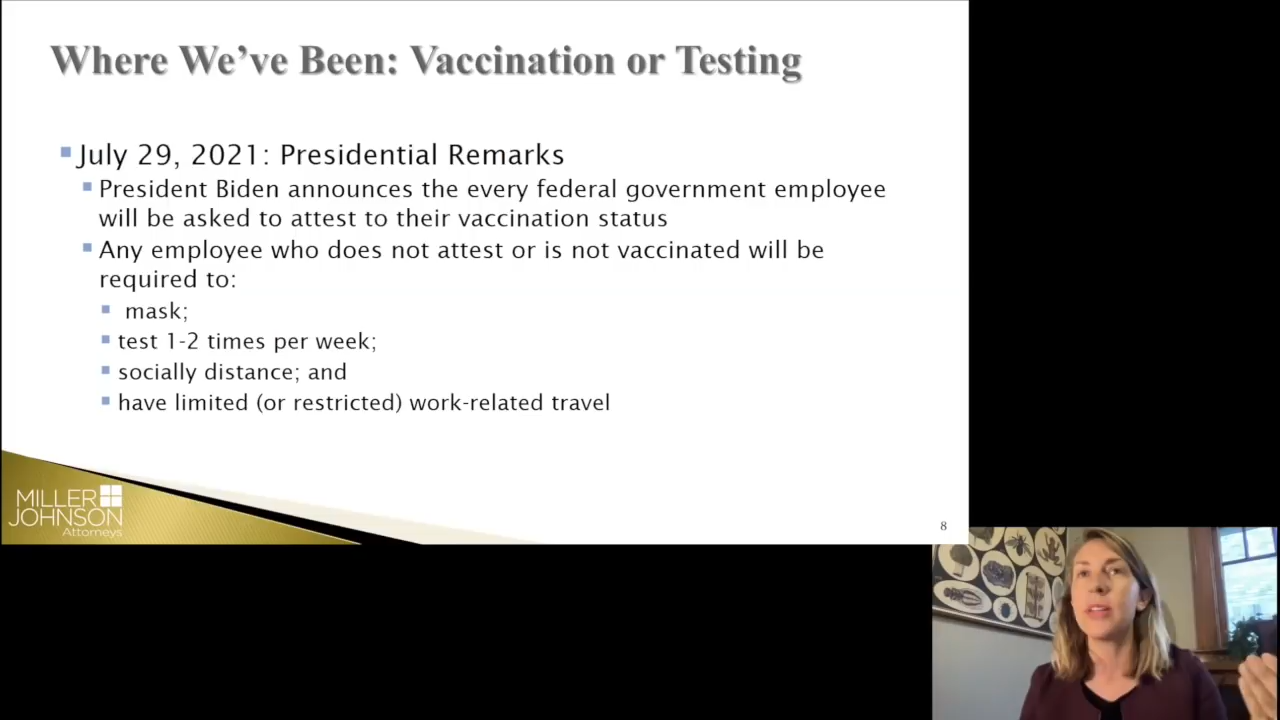 Where We've Been: Vaccination or Testing
July 29, 2021: Presidential Remarks
President Biden announces the every federal government employee
will be asked to attest to their vaccination status
Any employee who does not attest or is not vaccinated will be
required to:
mask;
test 1-2 times per week;
socially distance; and
have limited (or restricted) work-related travel
MILLER
JOHNSON
Attorneys
8